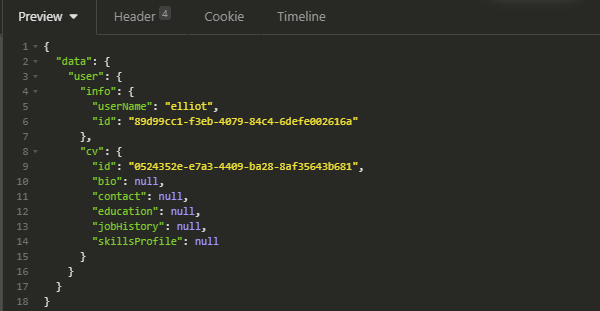 Preview Header 4 Cookie Timeline
1 {
2 "data": {
3 "user": {
4 "info": {
5 "userName": "elliot",
6 "id": "89d99cc1-f3eb-4079-84c4-6defe002616a"
7 },
8 "cv": {
9 "id": "0524352e-e7a3-4409-ba28-8af35643b681",
10 "bio": null,
11 "contact": null,
12 "education": null,
13 "jobHistory": null,
14 "skillsProfile": null
15 }
16 }
17 }
18 }